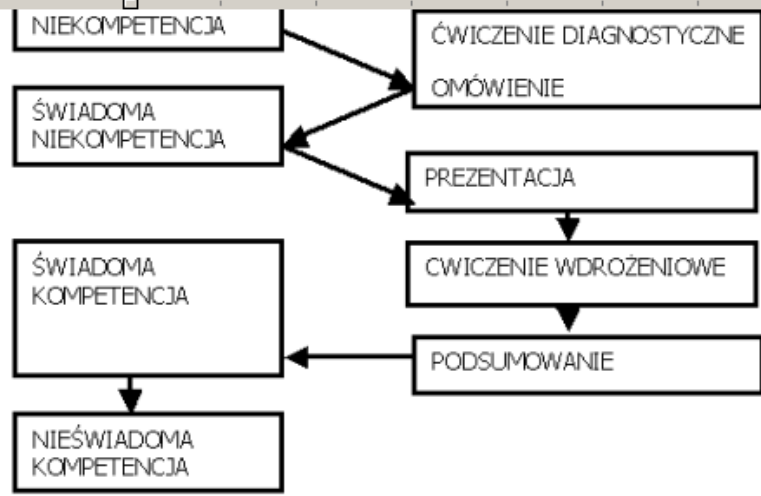 NIEKOMPETENCJA
ĆWICZENIE DIAGNOSTYCZNE
OMÓWIENIE
ŚWIADOMA
NIEKOMPETENCJA
PREZENTACJA
CWICZENIE WDROŻENIOWE
PODSUMOWANIE
ŚWIADOMA
KOMPETENCJA
NIEŚWIADOMA
KOMPETENCJA